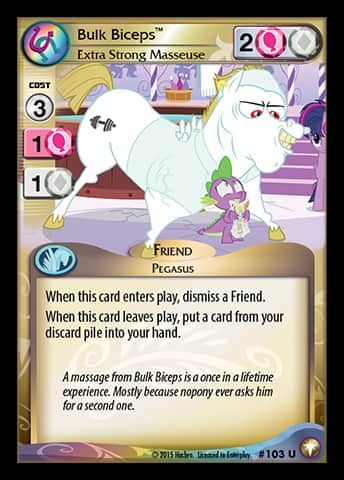 Bulk Biceps™
Extra Strong Masseuse
2
COST
3
1
1
FRIEND
PEGASUS
When this card enters play, dismiss a Friend.
When this card leaves play, put a card from your
discard pile into your hand.
A massage from Bulk Biceps is a once in a lifetime
experience. Mostly because nopony ever asks him
for a second one.
© 2015 Hasbro. Licensed to Enterplay.
#103 U